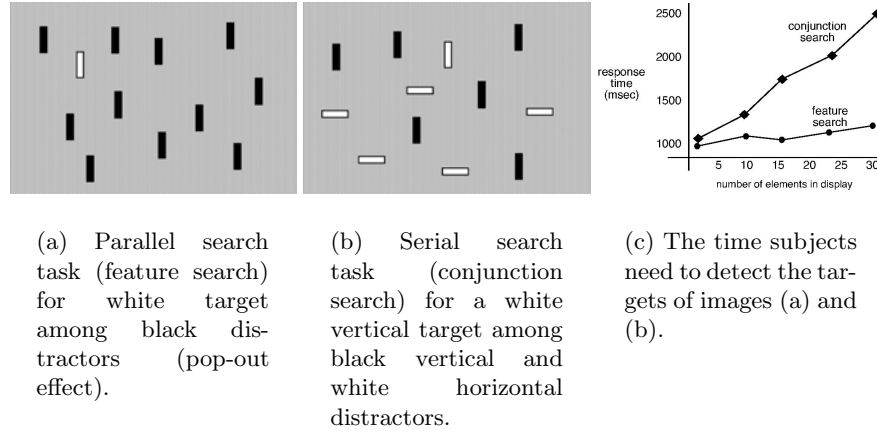 2500
conjunction
search
2000
response
time
(msec)
1500
feature
search
1000
5 10 15 20 25 30
number of elements in display
(a) Parallel search
task (feature search)
for white target
among black dis-
tractors (pop-out
effect).
(b) Serial search
task (conjunction
search) for a white
vertical target among
black vertical and
white horizontal
distractors.
(c) The time subjects
need to detect the tar-
gets of images (a) and
(b).